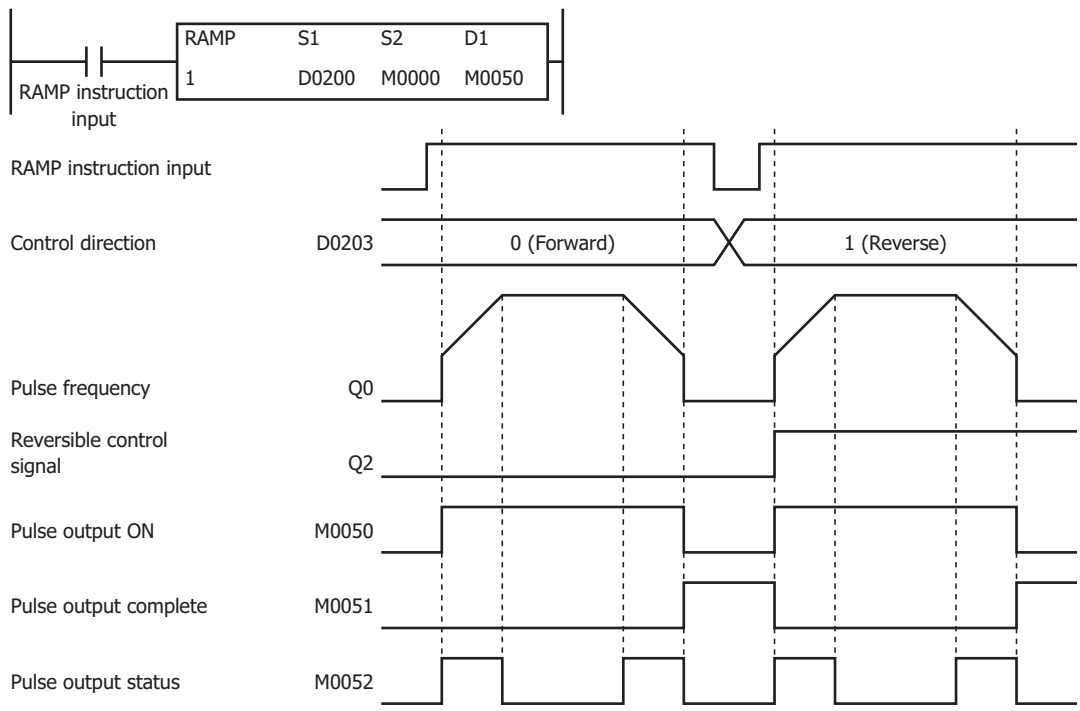 RAMP S1 S2 D1
1 D0200 M0000 M0050
RAMP instruction
input
RAMP instruction input
Control direction D0203 0 (Forward) 1 (Reverse)
Pulse frequency Q0
Reversible control
signal Q2
Pulse output ON M0050
Pulse output complete M0051
Pulse output status M0052